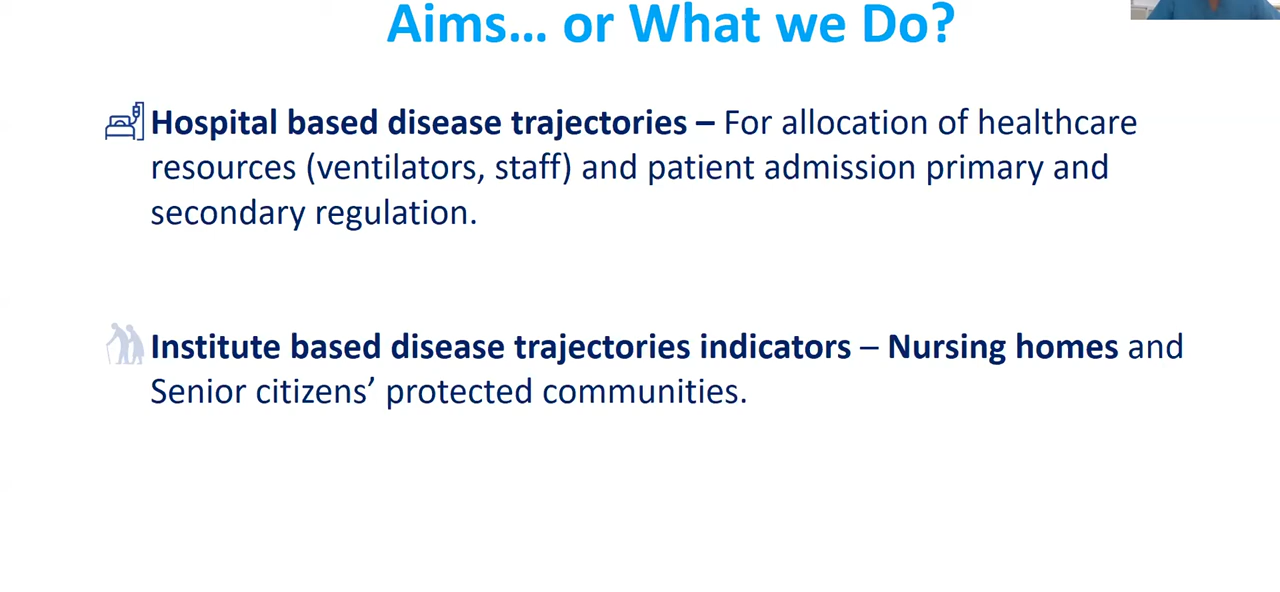 Aims... or What we Do?
Hospital based disease trajectories – For allocation of healthcare
resources (ventilators, staff) and patient admission primary and
secondary regulation.
Institute based disease trajectories indicators – Nursing homes and
Senior citizens’ protected communities.